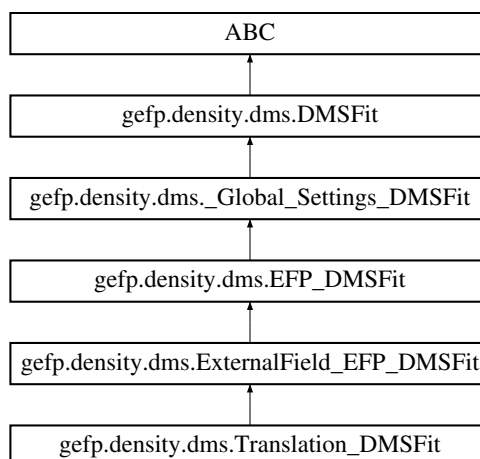 ABC
gefp.density.dms.DMSFit
gefp.density.dms._Global_Settings_DMSFit
gefp.density.dms.EFP_DMSFit
gefp.density.dms.ExternalField_EFP_DMSFit
gefp.density.dms.Translation_DMSFit